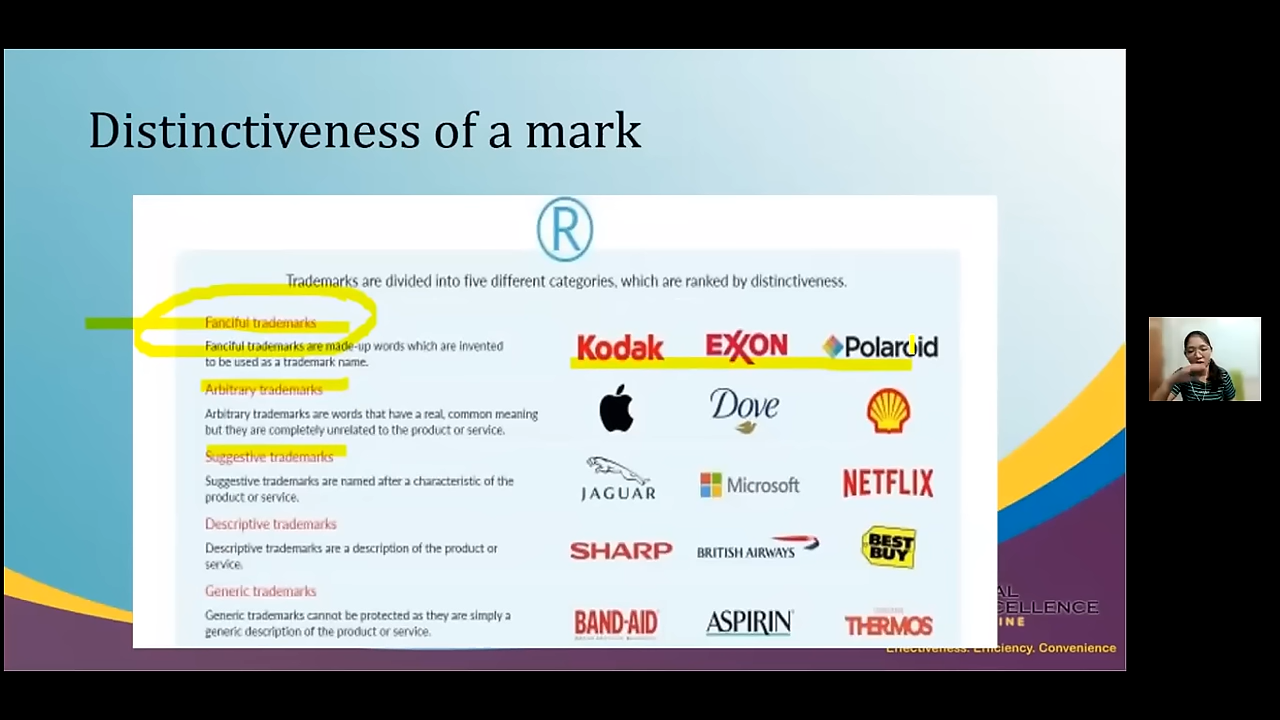 Distinctiveness of a mark
R
Trademarks are divided into five different categories, which are ranked by distinctiveness.
Fanciful trademarks
Fanciful trademarks are made-up words which are invented
to be used as a trademark name.
Kodak EXXON Polaroid
Arbitrary trademarks
Arbitrary trademarks are words that have a real, common meaning
but they are completely unrelated to the product or service.
Dove
Suggestive trademarks
Suggestive trademarks are named after a characteristic of the
product or service.
JAGUAR Microsoft NETFLIX
Descriptive trademarks
Descriptive trademarks are a description of the product or
service.
SHARP BRITISH AIRWAYS BEST
BUY
Generic trademarks
Generic trademarks cannot be protected as they are simply a
generic description of the product or service.
BAND-AID ASPIRIN THERMOS
AL
CELLENCE
INE
Effectiveness. Efficiency. Convenience